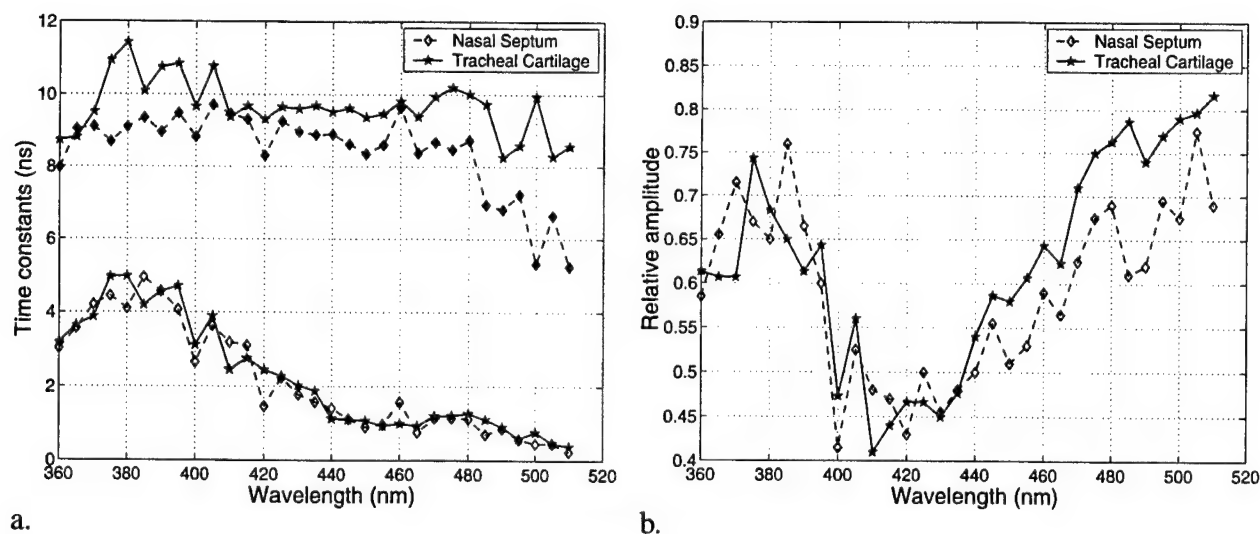 12
10
8
6
4
2
0
Time constants (ns)
Nasal Septum
Tracheal Cartilage
360 380 400 420 440 460 480 500 520
Wavelength (nm)
a.
0.9
0.85
0.8
0.75
0.7
0.65
0.6
0.55
0.5
0.45
0.4
Relative amplitude
Nasal Septum
Tracheal Cartilage
360 380 400 420 440 460 480 500 520
Wavelength (nm)
b.